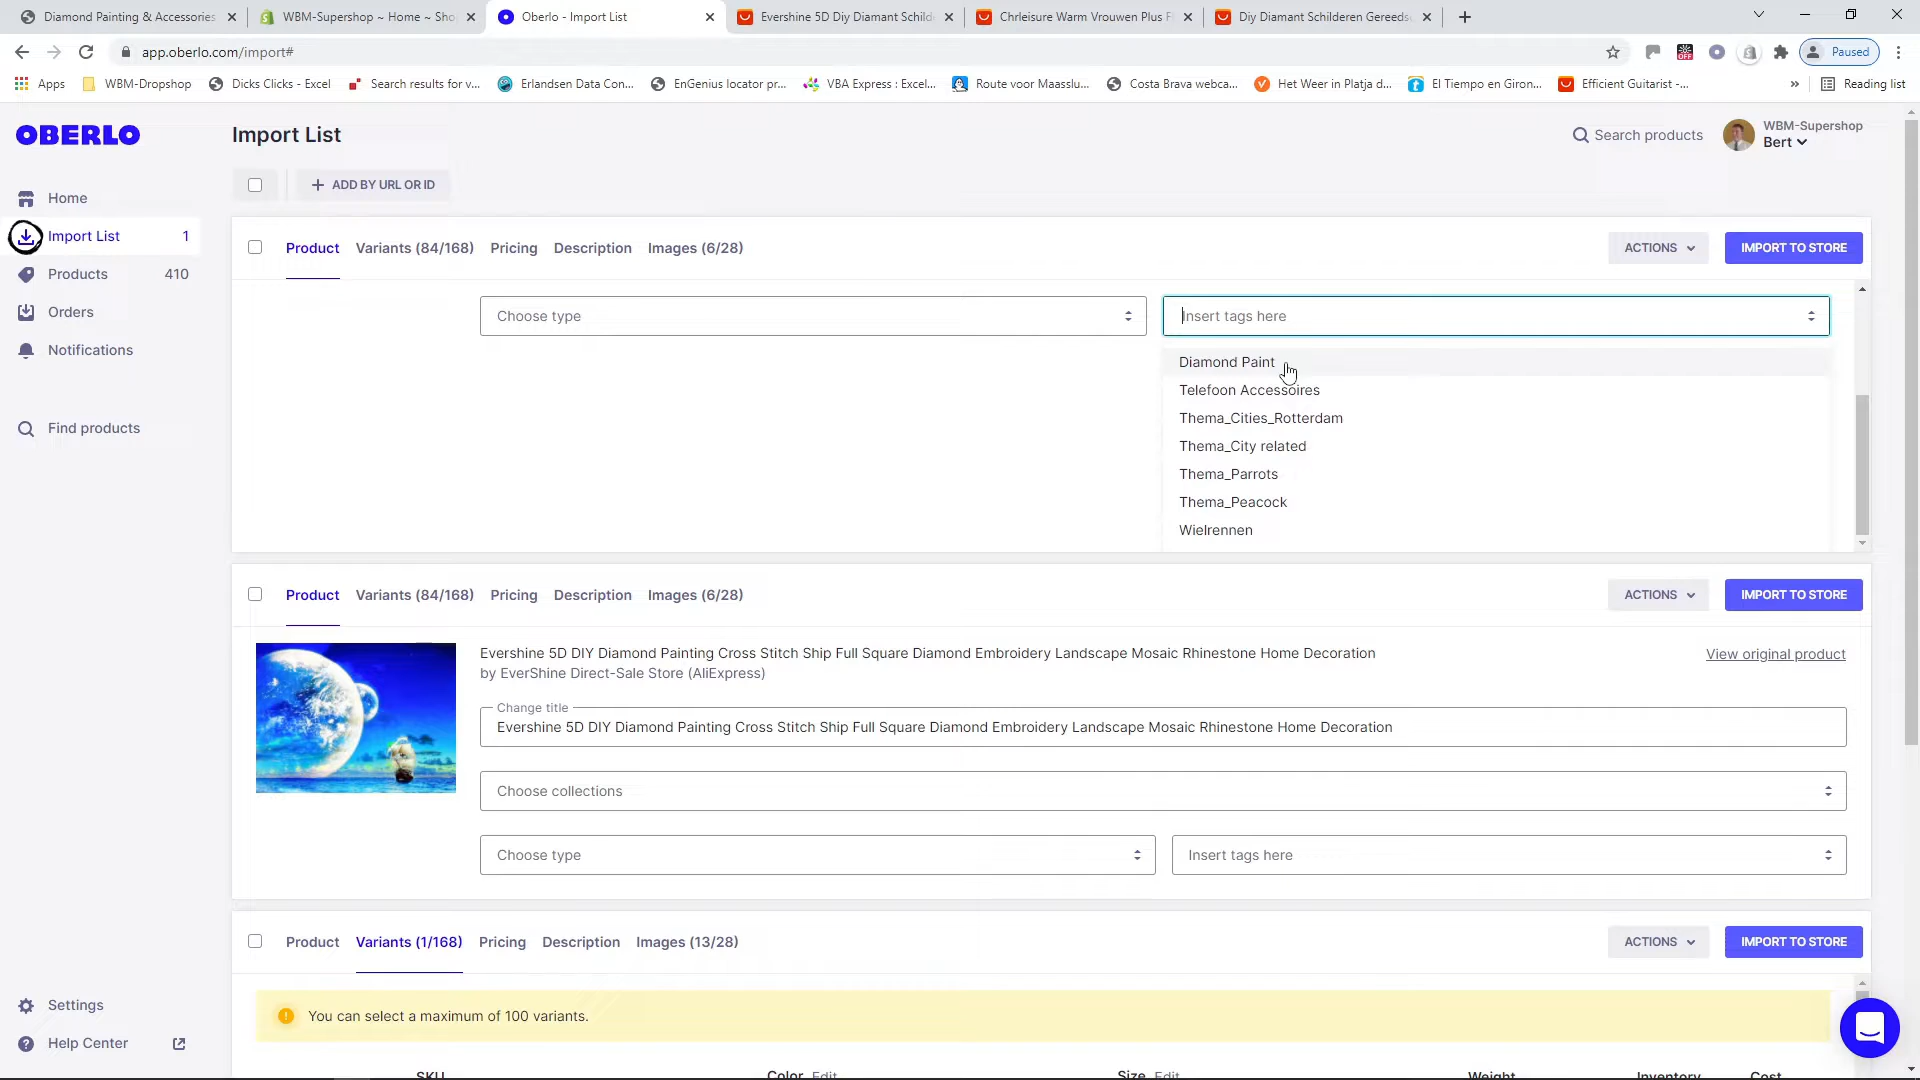 Diamond Painting & Accessories
WBM-Supershop ~ Home ~ Sho
Oberlo - Import List
Evershine 5D Diy Diamant Schild
Chrleisure Warm Vrouwen Plus F
Diy Diamant Schilderen Gereeds
app.oberlo.com/import#
OFF
Paused
Apps
WBM-Dropshop
Dicks Clicks - Excel
Search results for v...
Erlandsen Data Con...
EnGenius locator pr...
VBA Express : Excel...
Route voor Maasslu...
Costa Brava webca...
Het Weer in Platja d...
El Tiempo en Giron...
Efficient Guitarist -...
»
Reading list
OBERLO
Import List
Search products
WBM-Supershop
Bert
+ ADD BY URL OR ID
Home
Import List 1
Products 410
Orders
Notifications
Find products
Settings
Help Center
Product Variants (84/168) Pricing Description Images (6/28) ACTIONS IMPORT TO STORE
Choose type
Insert tags here
Diamond Paint
Telefoon Accessoires
Thema_Cities_Rotterdam
Thema_City related
Thema_Parrots
Thema_Peacock
Wielrennen
Product Variants (84/168) Pricing Description Images (6/28) ACTIONS IMPORT TO STORE
Evershine 5D DIY Diamond Painting Cross Stitch Ship Full Square Diamond Embroidery Landscape Mosaic Rhinestone Home Decoration
by EverShine Direct-Sale Store (AliExpress)
View original product
Change title
Evershine 5D DIY Diamond Painting Cross Stitch Ship Full Square Diamond Embroidery Landscape Mosaic Rhinestone Home Decoration
Choose collections
Choose type
Insert tags here
Product Variants (1/168) Pricing Description Images (13/28) ACTIONS IMPORT TO STORE
You can select a maximum of 100 variants.
SKU Color Edit Size Edit Weight Inventory Cost